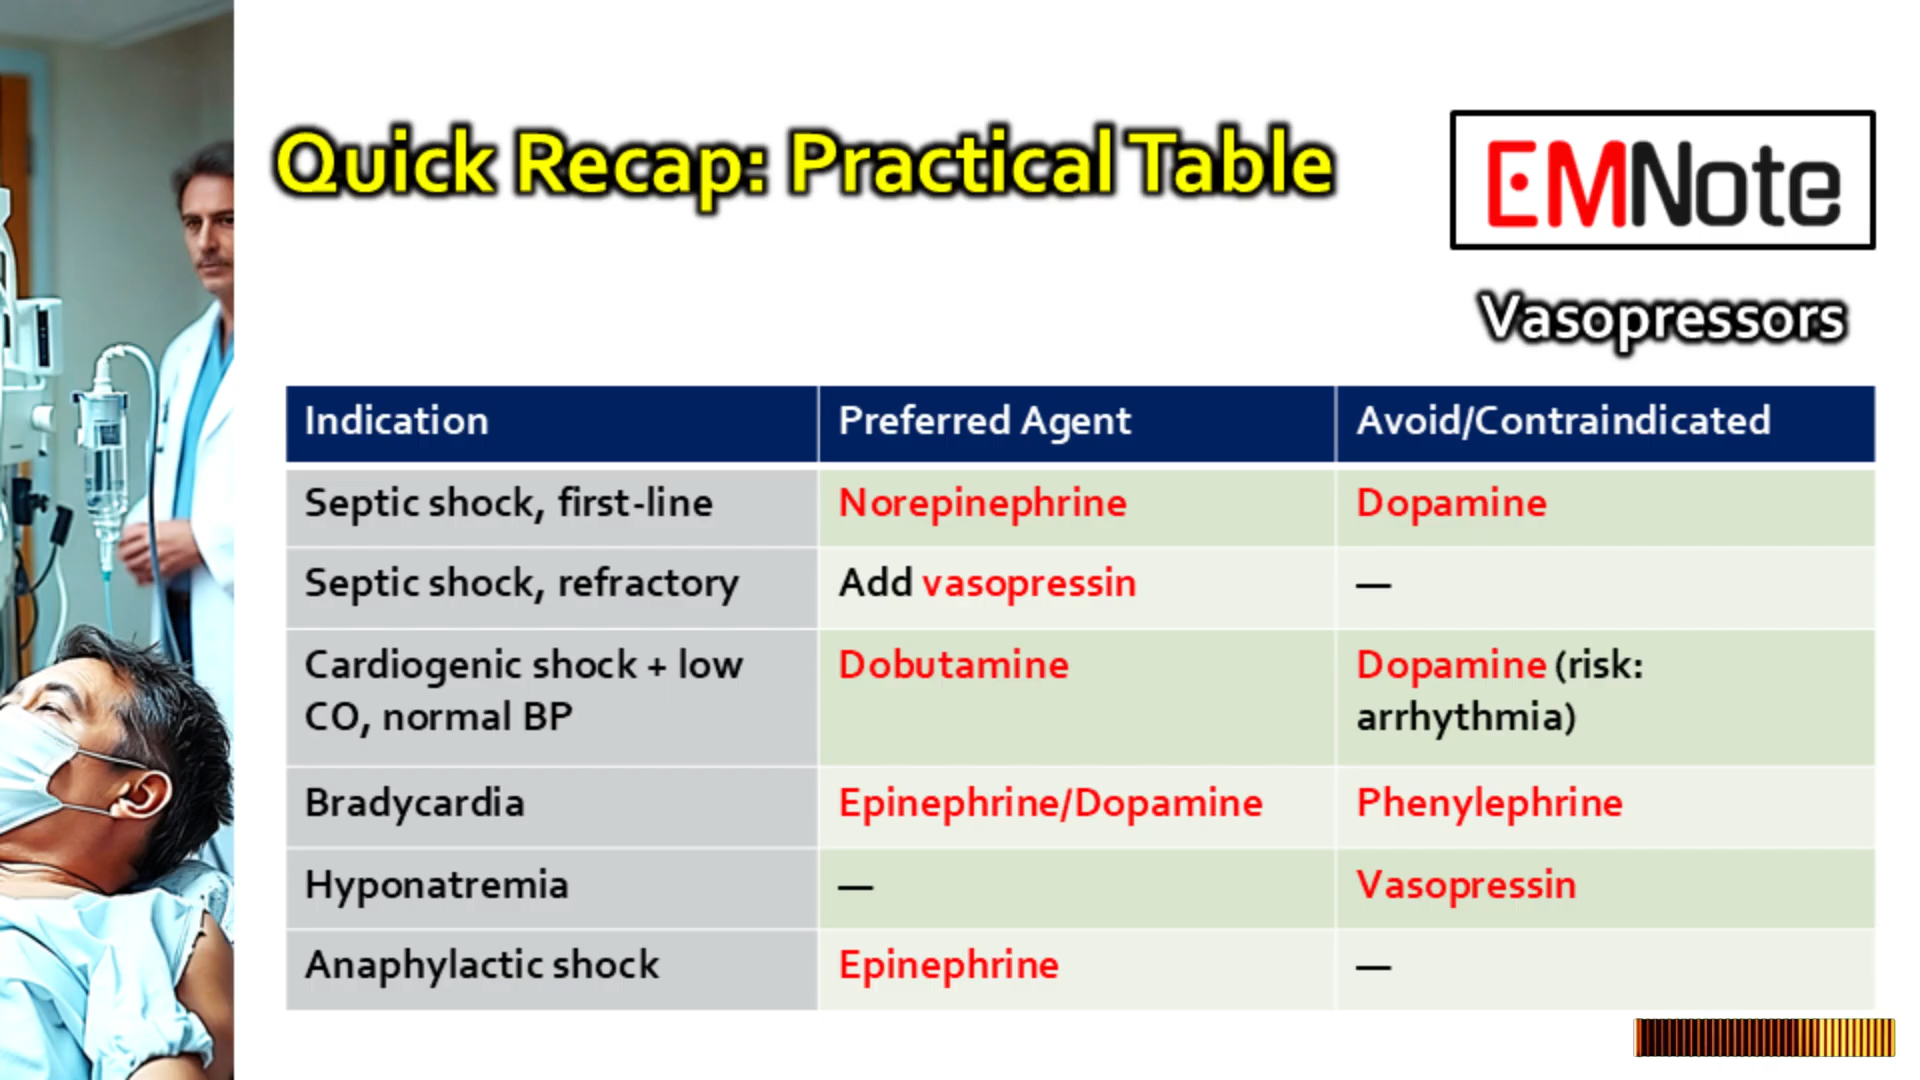 Quick Recap: Practical Table
EMNote
Vasopressors
Indication Preferred Agent Avoid/Contraindicated
Septic shock, first-line Norepinephrine Dopamine
Septic shock, refractory Add vasopressin —
Cardiogenic shock + low Dobutamine Dopamine (risk:
CO, normal BP arrhythmia)
Bradycardia Epinephrine/Dopamine Phenylephrine
Hyponatremia — Vasopressin
Anaphylactic shock Epinephrine —